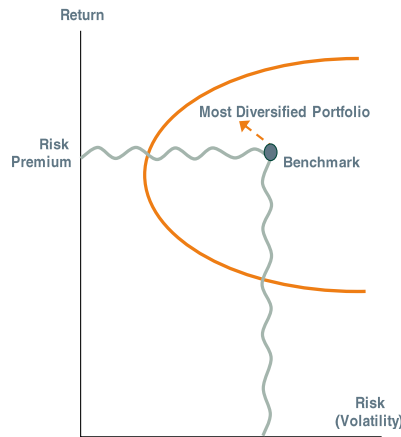 Return
Most Diversified Portfolio
Risk
Premium
Benchmark
Risk
(Volatility)